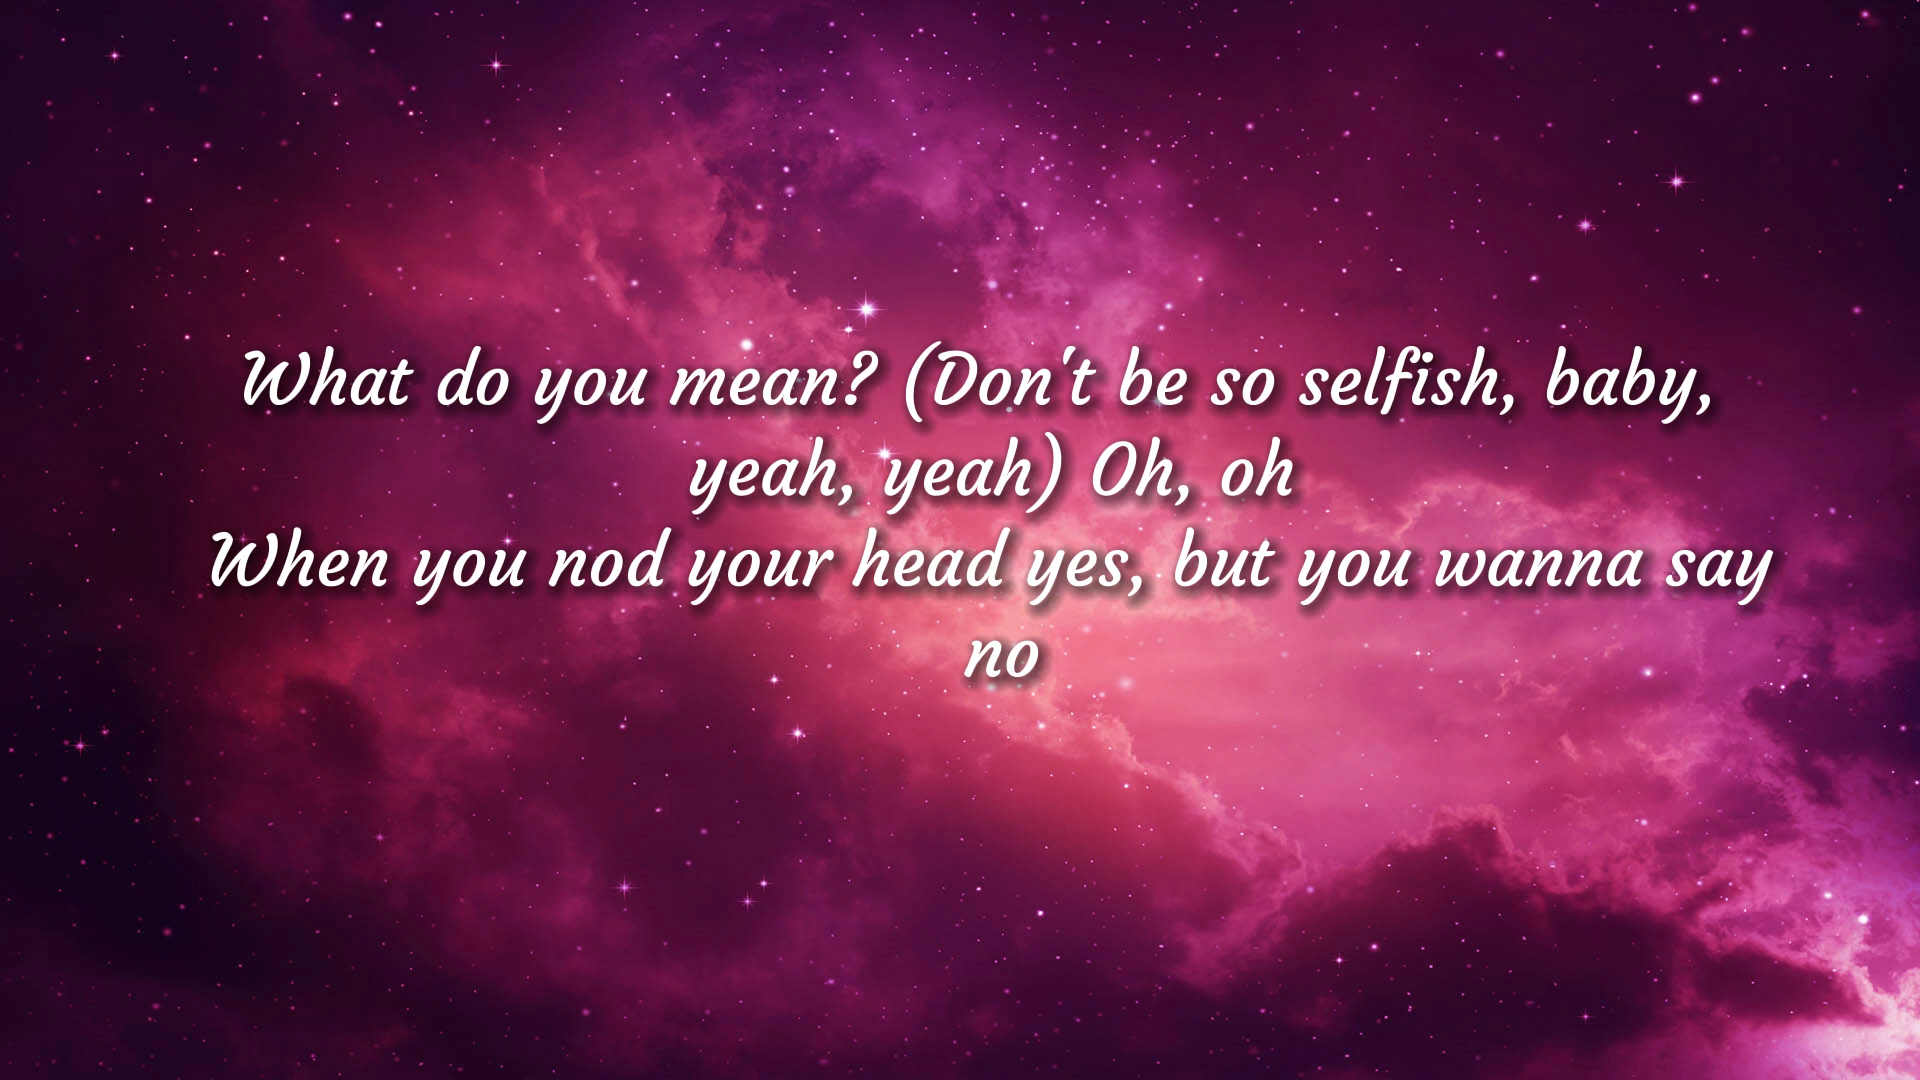 What do you mean? (Don't be so selfish, baby,
yeah, yeah) Oh, oh
When you nod your head yes, but you wanna say
no